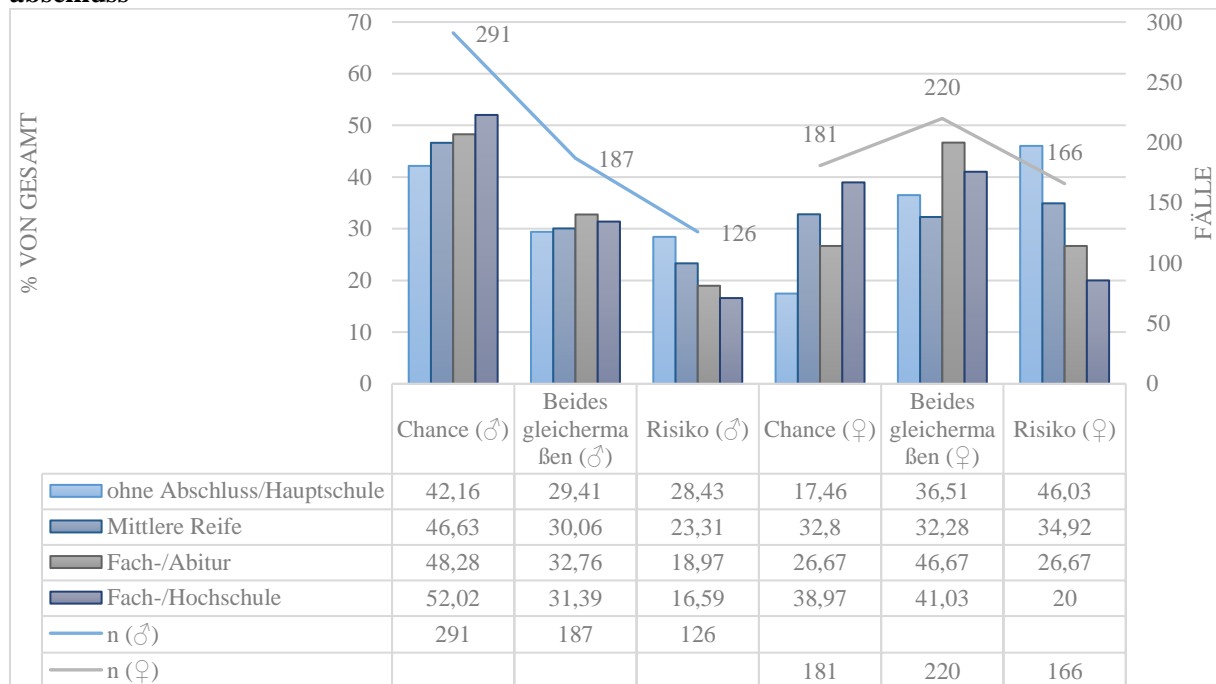 abschluss
70
60
50
40
30
20
10
0
% VON GESAMT
291
187
126
181
220
166
300
250
200
150
100
50
0
FÄLLE
Chance (♂)
Beides
gleicherma
ßen (♂)
Risiko (♂)
Chance (♀)
Beides
gleicherma
ßen (♀)
Risiko (♀)
ohne Abschluss/Hauptschule 42,16 29,41 28,43 17,46 36,51 46,03
Mittlere Reife 46,63 30,06 23,31 32,8 32,28 34,92
Fach-/Abitur 48,28 32,76 18,97 26,67 46,67 26,67
Fach-/Hochschule 52,02 31,39 16,59 38,97 41,03 20
n (♂) 291 187 126
n (♀) 181 220 166